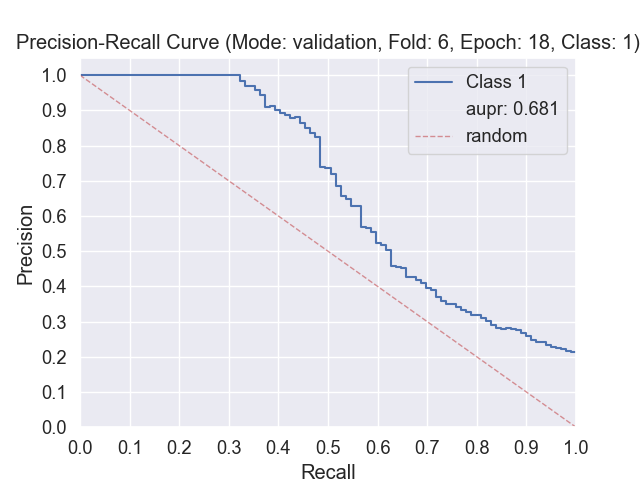 Precision-Recall Curve (Mode: validation, Fold: 6, Epoch: 18, Class: 1)
Class 1
aupr: 0.681
random
Precision
1.0
0.9
0.8
0.7
0.6
0.5
0.4
0.3
0.2
0.1
0.0
0.0 0.1 0.2 0.3 0.4 0.5 0.6 0.7 0.8 0.9 1.0
Recall